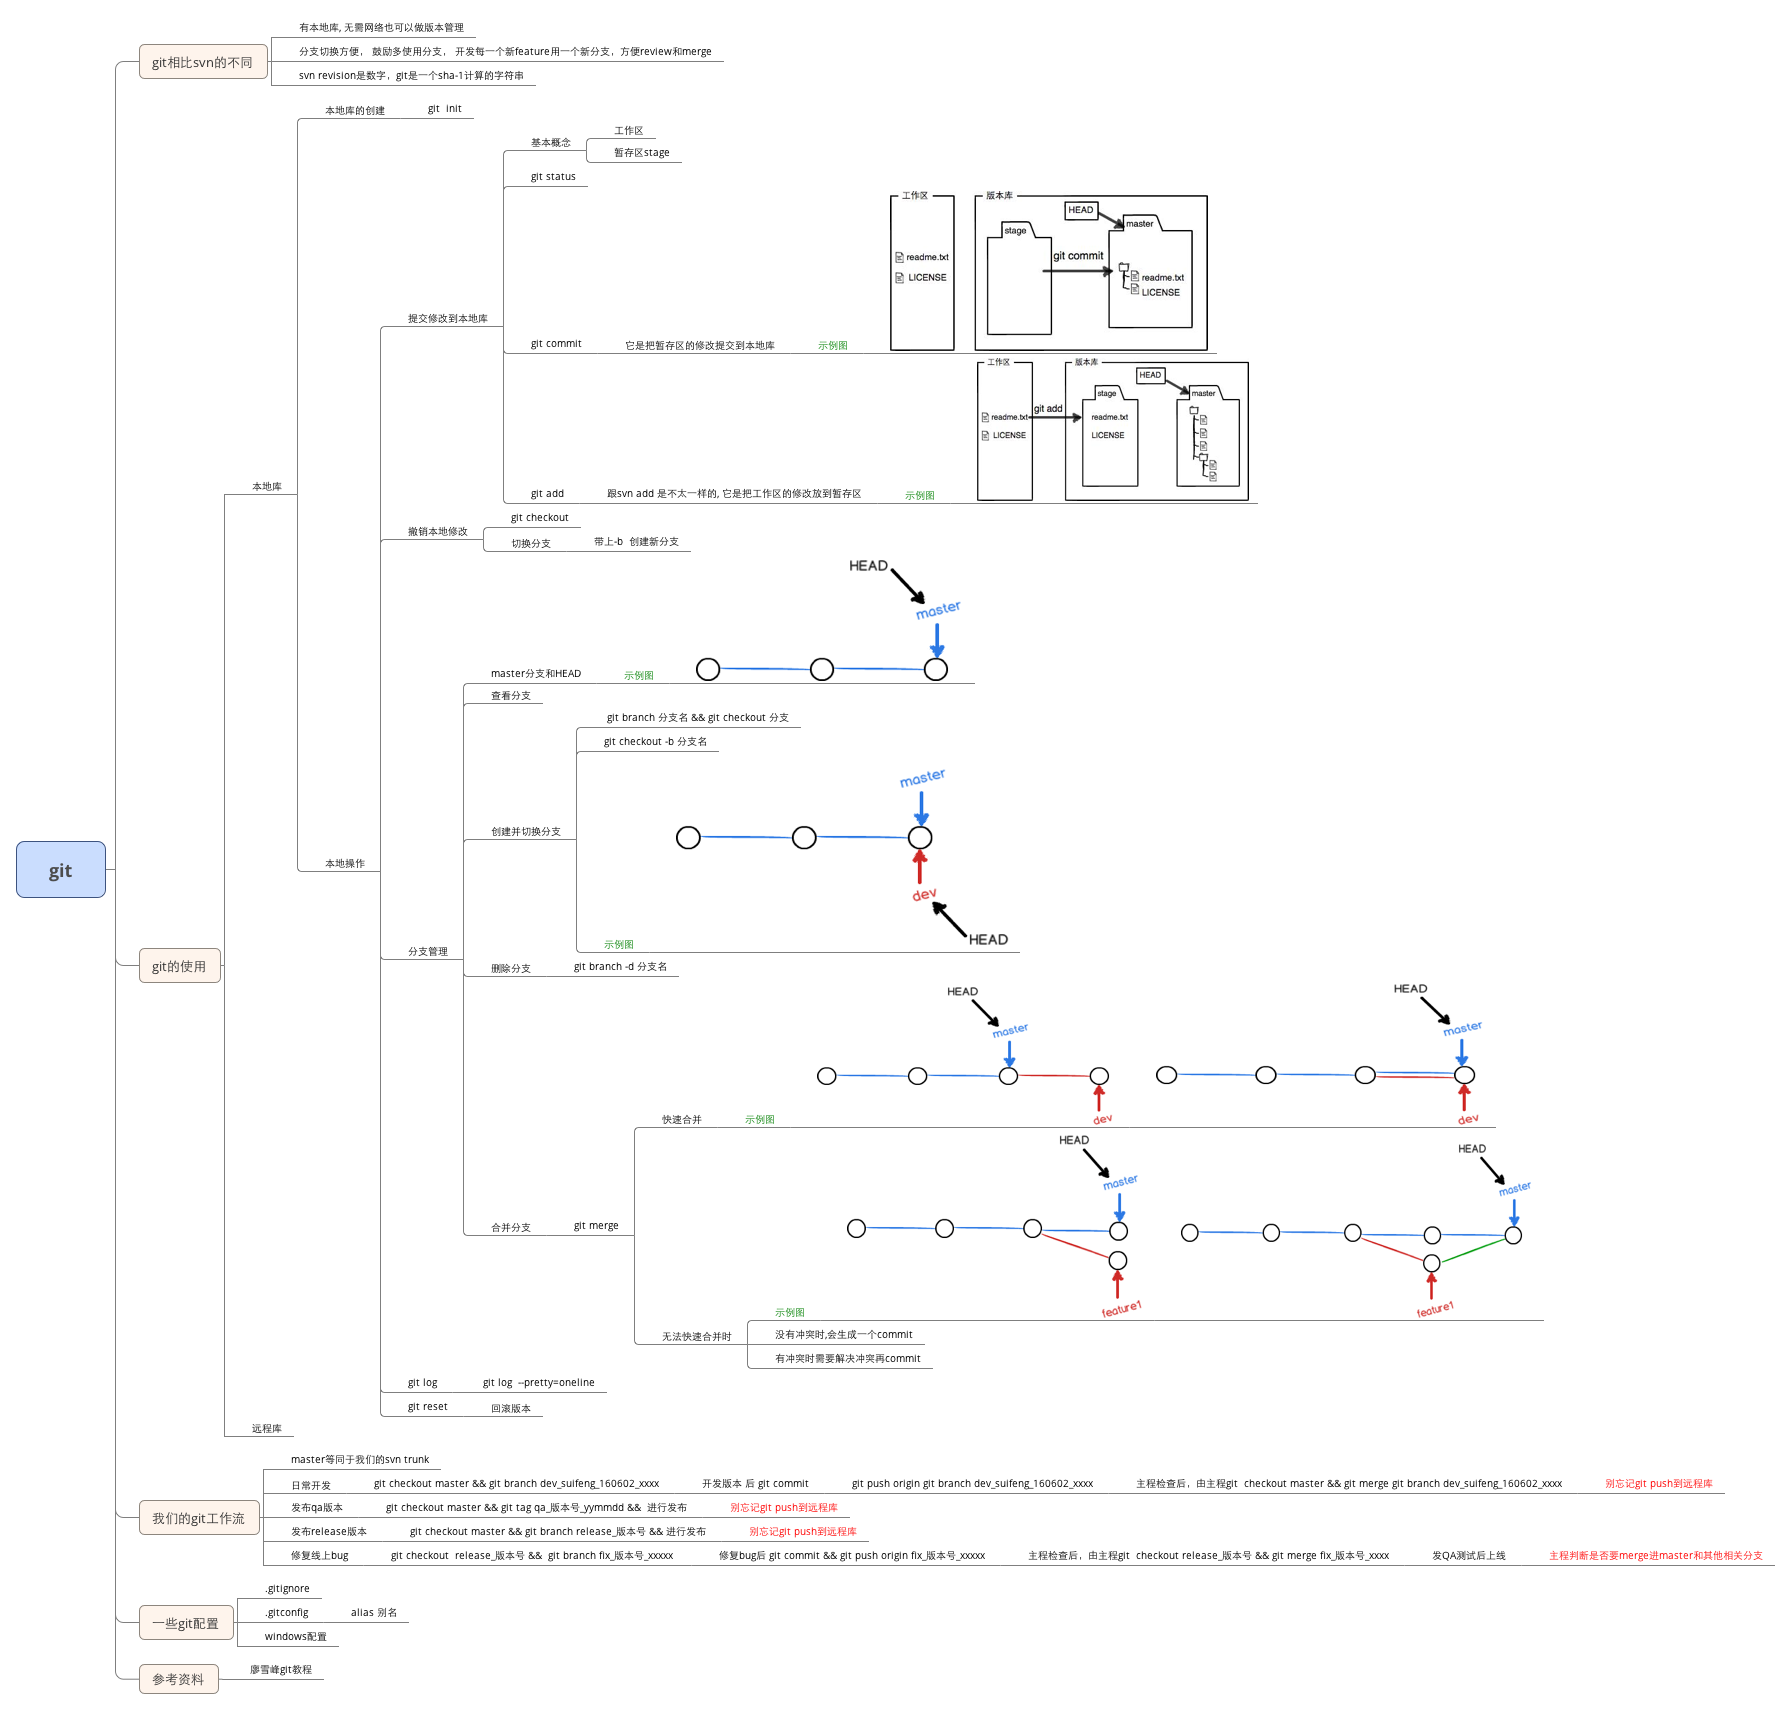 git
git相比svn的不同
有本地库, 无需网络也可以做版本管理
分支切换方便， 鼓励多使用分支， 开发每一个新feature用一个新分支，方便review和merge
svn revision是数字，git是一个sha-1计算的字符串
git的使用
本地库
本地库的创建
git  init
本地操作
提交修改到本地库
基本概念
工作区
暂存区stage
git status
git commit
它是把暂存区的修改提交到本地库
示例图
工作区
readme.txt
LICENSE
版本库
HEAD
stage
master
git commit
readme.txt
LICENSE
git add
跟svn add 是不太一样的, 它是把工作区的修改放到暂存区
示例图
工作区
readme.txt
LICENSE
git add
版本库
HEAD
stage
master
readme.txt
LICENSE
撤销本地修改
git checkout
切换分支
带上-b  创建新分支
分支管理
master分支和HEAD
示例图
HEAD
master
查看分支
创建并切换分支
git branch 分支名 && git checkout 分支
git checkout -b 分支名
示例图
master
dev
HEAD
删除分支
git branch -d 分支名
合并分支
git merge
快速合并
示例图
HEAD
master
dev
HEAD
master
dev
无法快速合并时
示例图
HEAD
master
feature1
HEAD
master
feature1
没有冲突时,会生成一个commit
有冲突时需要解决冲突再commit
git log
git log  --pretty=oneline
git reset
回滚版本
远程库
我们的git工作流
master等同于我们的svn trunk
日常开发
git checkout master && git branch dev_suifeng_160602_xxxx
开发版本 后 git commit
git push origin git branch dev_suifeng_160602_xxxx
主程检查后，由主程git  checkout master && git merge git branch dev_suifeng_160602_xxxx
别忘记git push到远程库
发布qa版本
git checkout master && git tag qa_版本号_yymmdd &&  进行发布
别忘记git push到远程库
发布release版本
git checkout master && git branch release_版本号 && 进行发布
别忘记git push到远程库
修复线上bug
git checkout  release_版本号 &&  git branch fix_版本号_xxxxx
修复bug后 git commit && git push origin fix_版本号_xxxxx
主程检查后，由主程git  checkout release_版本号 && git merge fix_版本号_xxxx
发QA测试后上线
主程判断是否要merge进master和其他相关分支
一些git配置
.gitignore
.gitconfig
alias 别名
windows配置
参考资料
廖雪峰git教程